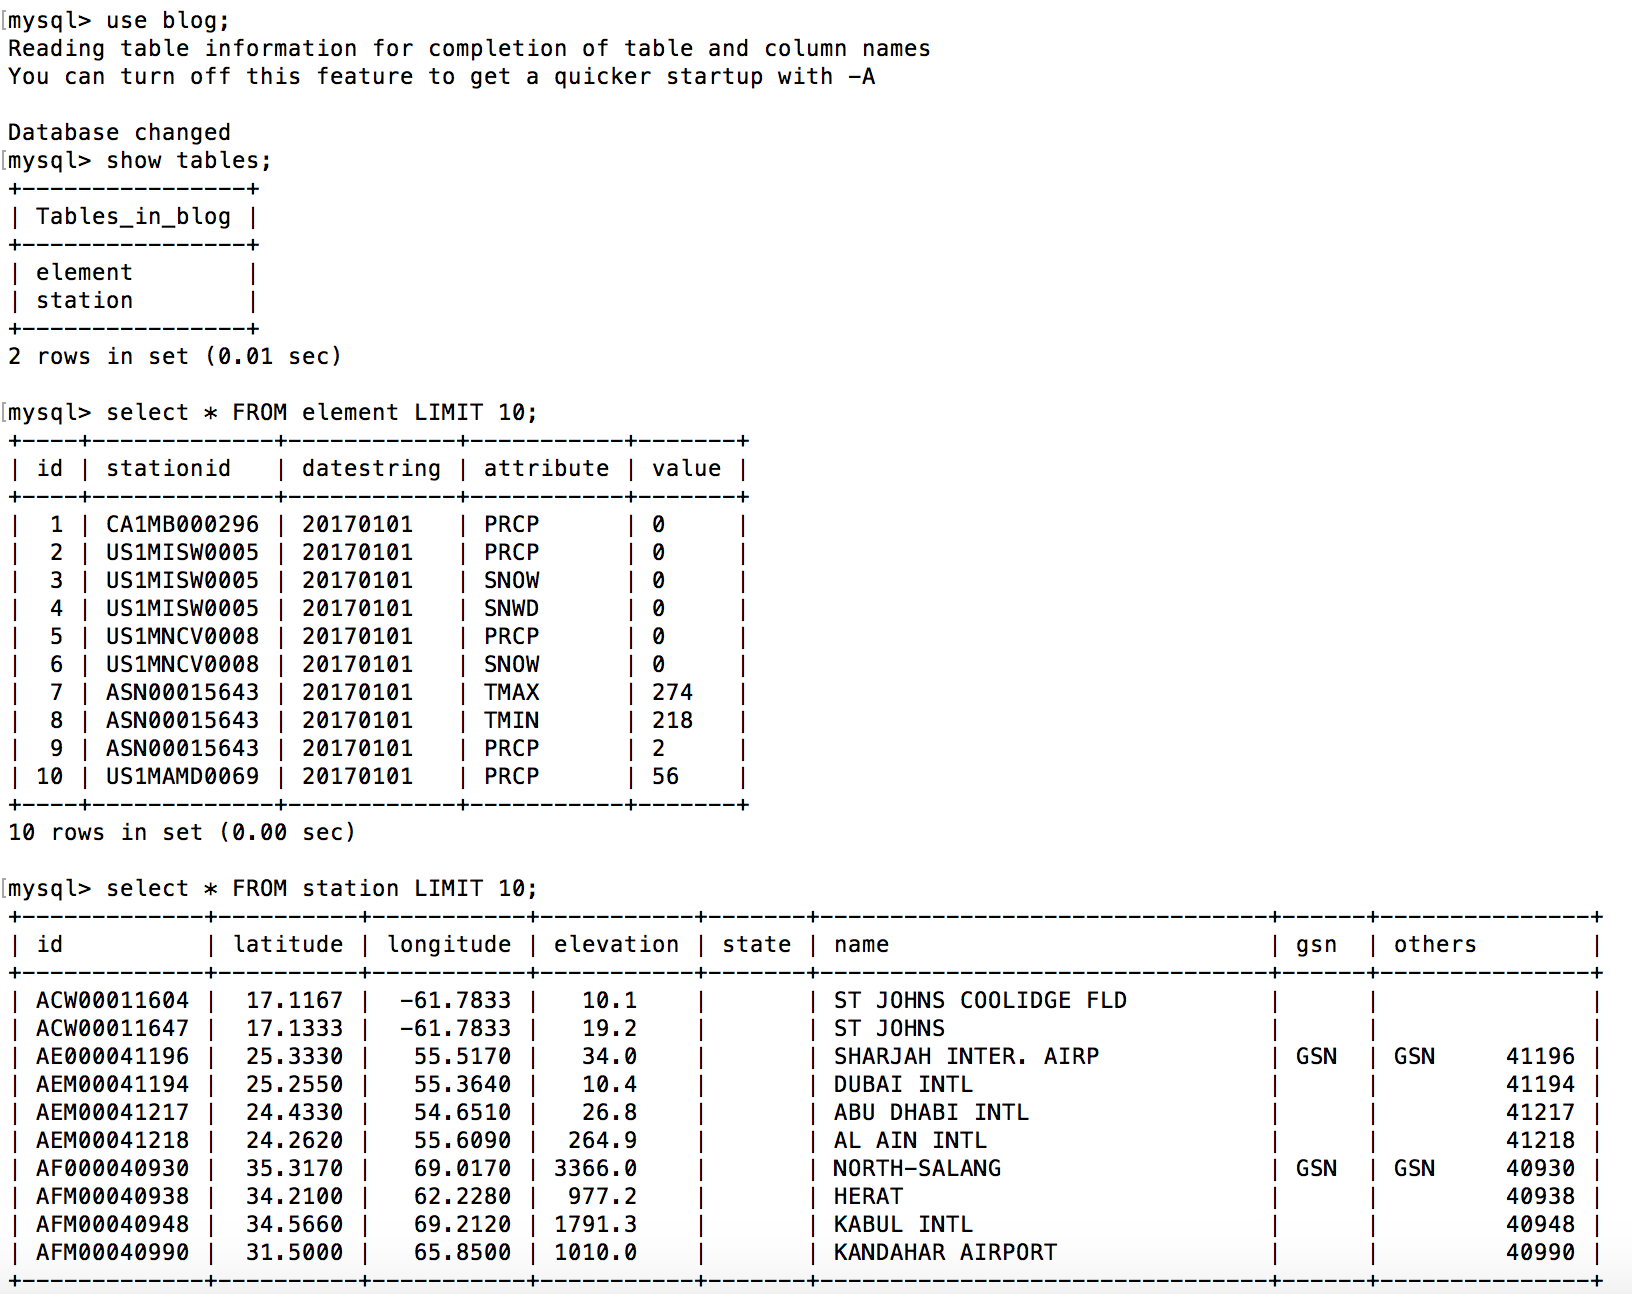 [mysql> use blog;
Reading table information for completion of table and column names
You can turn off this feature to get a quicker startup with -A

Database changed
[mysql> show tables;
+----------------+
| Tables_in_blog |
+----------------+
| element        |
| station        |
+----------------+
2 rows in set (0.01 sec)

[mysql> select * FROM element LIMIT 10;
+----+-------------+------------+-----------+-------+
| id | stationid   | datestring | attribute | value |
+----+-------------+------------+-----------+-------+
|  1 | CA1MB000296 | 20170101   | PRCP      | 0     |
|  2 | US1MISW0005 | 20170101   | PRCP      | 0     |
|  3 | US1MISW0005 | 20170101   | SNOW      | 0     |
|  4 | US1MISW0005 | 20170101   | SNWD      | 0     |
|  5 | US1MNCV0008 | 20170101   | PRCP      | 0     |
|  6 | US1MNCV0008 | 20170101   | SNOW      | 0     |
|  7 | ASN00015643 | 20170101   | TMAX      | 274   |
|  8 | ASN00015643 | 20170101   | TMIN      | 218   |
|  9 | ASN00015643 | 20170101   | PRCP      | 2     |
| 10 | US1MAMD0069 | 20170101   | PRCP      | 56    |
+----+-------------+------------+-----------+-------+
10 rows in set (0.00 sec)

[mysql> select * FROM station LIMIT 10;
+-------------+----------+-----------+-----------+-------+--------------------------------+------+---------------+
| id          | latitude | longitude | elevation | state | name                           | gsn  | others        |
+-------------+----------+-----------+-----------+-------+--------------------------------+------+---------------+
| ACW00011604 |  17.1167 |  -61.7833 |   10.1    |       | ST JOHNS COOLIDGE FLD          |      |               |
| ACW00011647 |  17.1333 |  -61.7833 |   19.2    |       | ST JOHNS                       |      |               |
| AE000041196 |  25.3330 |   55.5170 |   34.0    |       | SHARJAH INTER. AIRP            | GSN  | GSN     41196 |
| AEM00041194 |  25.2550 |   55.3640 |   10.4    |       | DUBAI INTL                     |      |         41194 |
| AEM00041217 |  24.4330 |   54.6510 |   26.8    |       | ABU DHABI INTL                 |      |         41217 |
| AEM00041218 |  24.2620 |   55.6090 |  264.9    |       | AL AIN INTL                    |      |         41218 |
| AF000040930 |  35.3170 |   69.0170 | 3366.0    |       | NORTH-SALANG                   | GSN  | GSN     40930 |
| AFM00040938 |  34.2100 |   62.2280 |  977.2    |       | HERAT                          |      |         40938 |
| AFM00040948 |  34.5660 |   69.2120 | 1791.3    |       | KABUL INTL                     |      |         40948 |
| AFM00040990 |  31.5000 |   65.8500 | 1010.0    |       | KANDAHAR AIRPORT               |      |         40990 |
+-------------+----------+-----------+-----------+-------+--------------------------------+------+---------------+